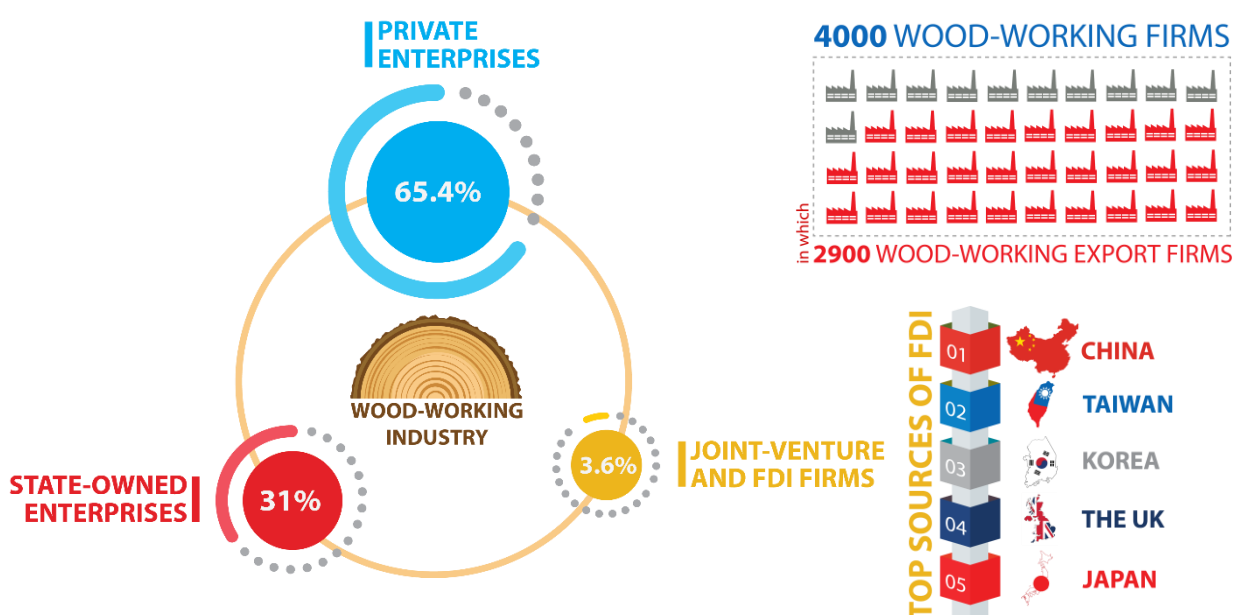 PRIVATE
ENTERPRISES
65.4%
WOOD-WORKING
INDUSTRY
STATE-OWNED
ENTERPRISES
31%
3.6%
JOINT-VENTURE
AND FDI FIRMS
4000 WOOD-WORKING FIRMS
in which
2900 WOOD-WORKING EXPORT FIRMS
TOP SOURCES OF FDI
01 CHINA
02 TAIWAN
03 KOREA
04 THE UK
05 JAPAN